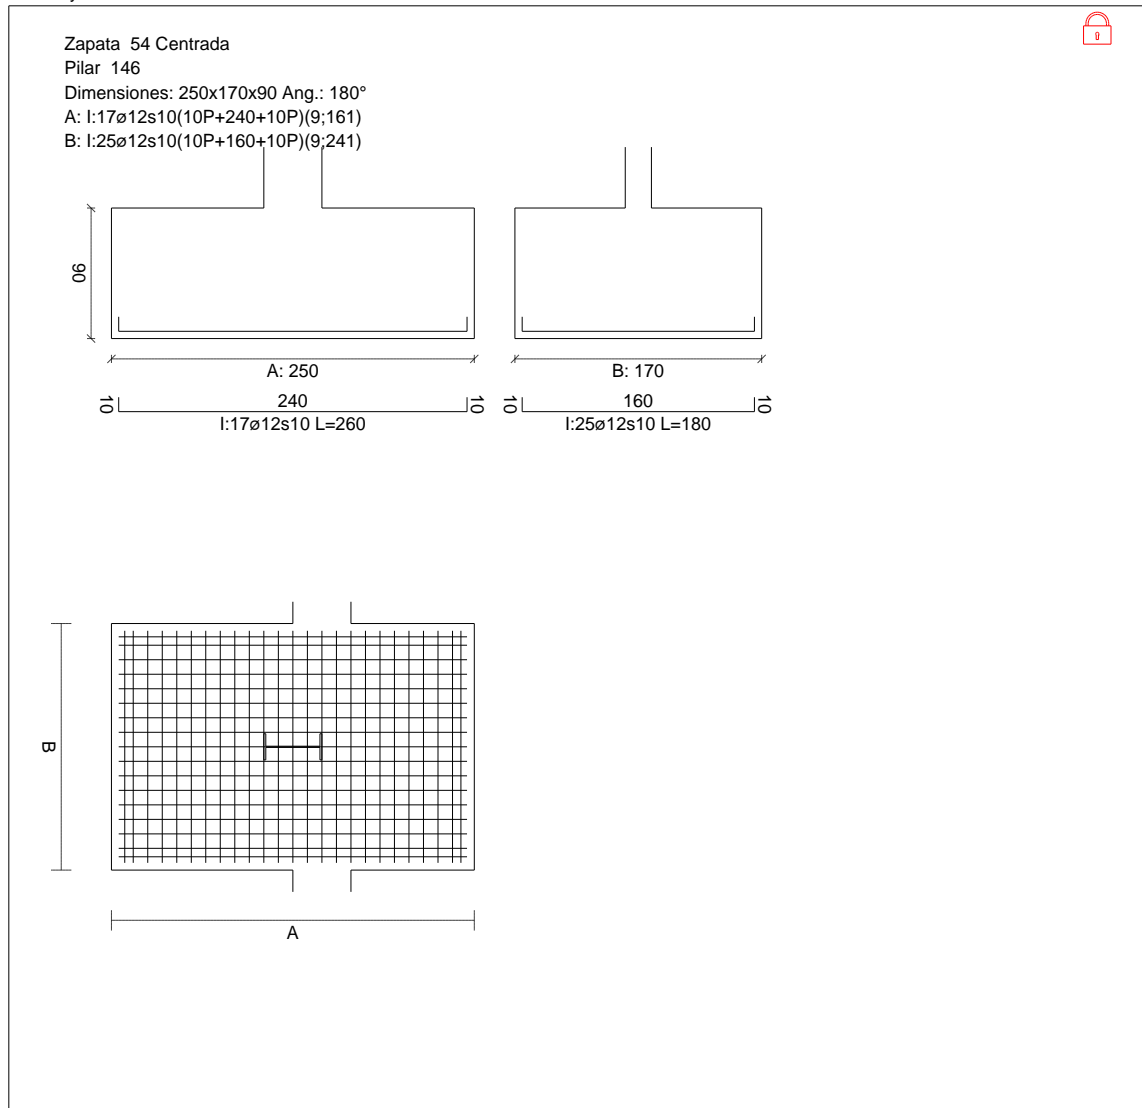 Zapata 54 Centrada
Pilar 146
Dimensiones: 250x170x90 Ang.: 180°
A: I:17ø12s10(10P+240+10P)(9;161)
B: I:25ø12s10(10P+160+10P)(9;241)
90
A: 250
B: 170
10 240 10
I:17ø12s10 L=260
10 160 10
I:25ø12s10 L=180
B
A